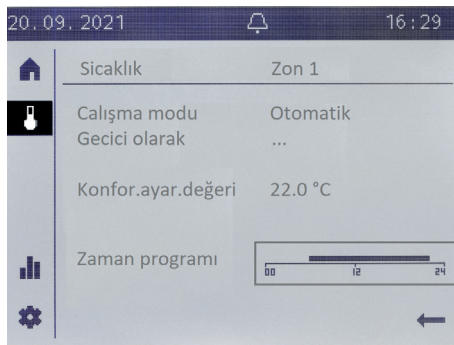 20.09.2021 16:29
Sicaklık Zon 1
Calışma modu Otomatik
Gecici olarak ...
Konfor.ayar.değeri 22.0 °C
Zaman programı
00 12 24